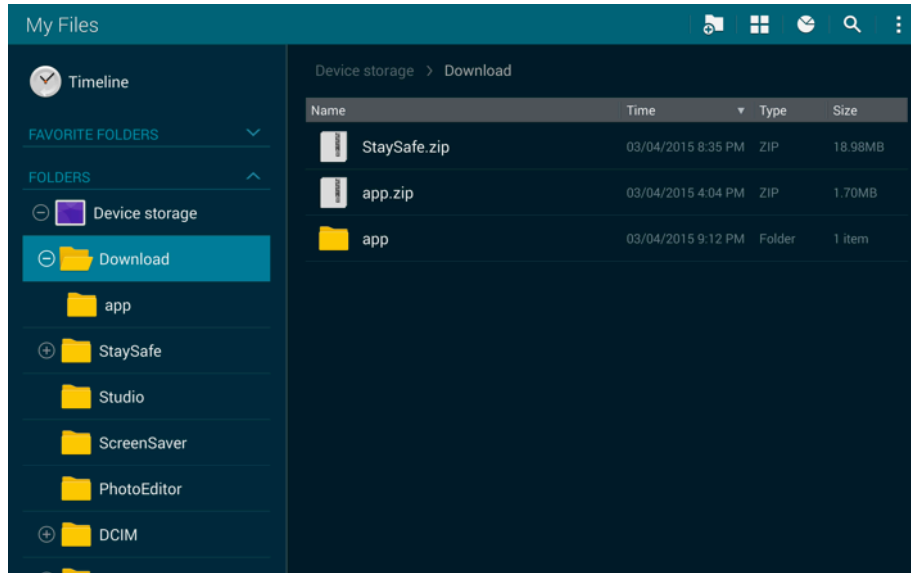 My Files
Timeline
FAVORITE FOLDERS
FOLDERS
Device storage
Download
app
StaySafe
Studio
ScreenSaver
PhotoEditor
DCIM
Device storage > Download
Name Time Type Size
StaySafe.zip 03/04/2015 8:35 PM ZIP 18.98MB
app.zip 03/04/2015 4:04 PM ZIP 1.70MB
app 03/04/2015 9:12 PM Folder 1 item